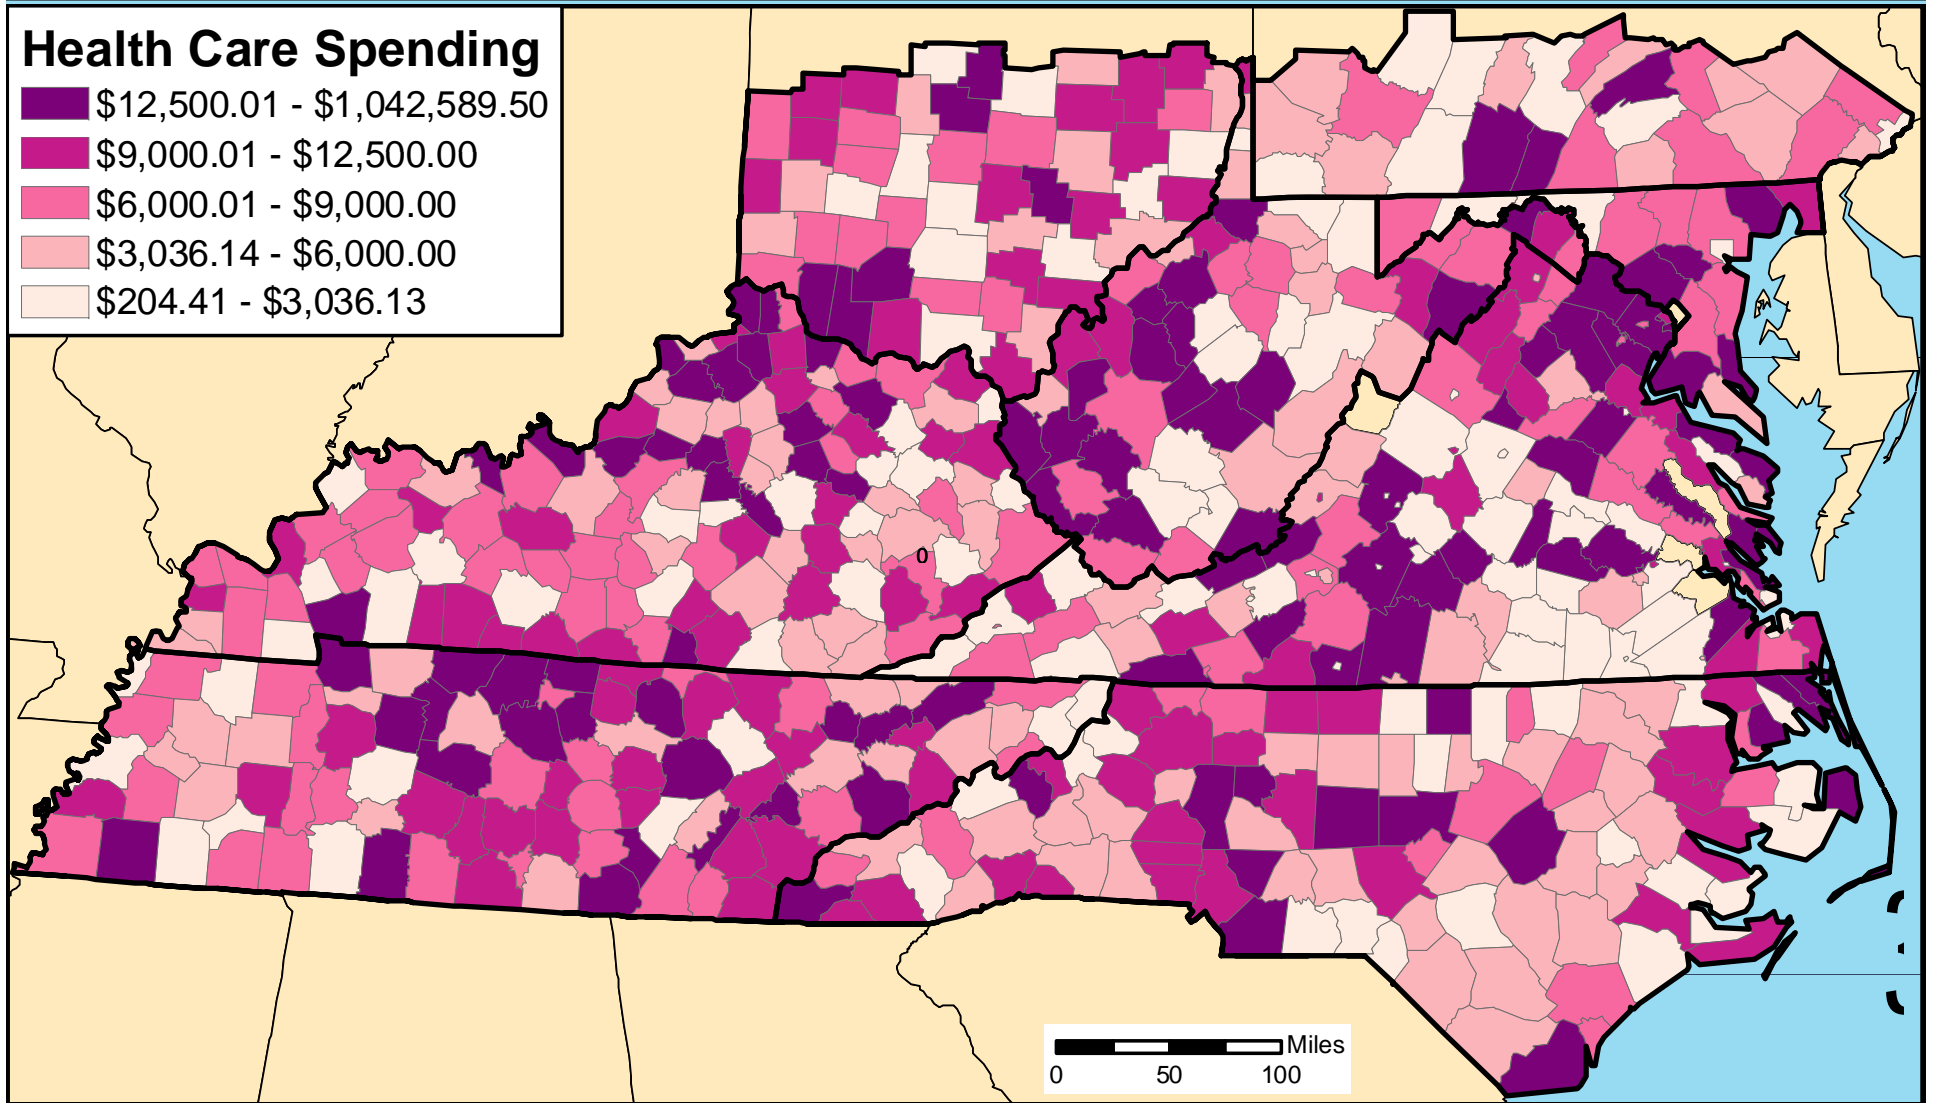 Health Care Spending
$12,500.01 - $1,042,589.50
$9,000.01 - $12,500.00
$6,000.01 - $9,000.00
$3,036.14 - $6,000.00
$204.41 - $3,036.13
0
Miles
0 50 100